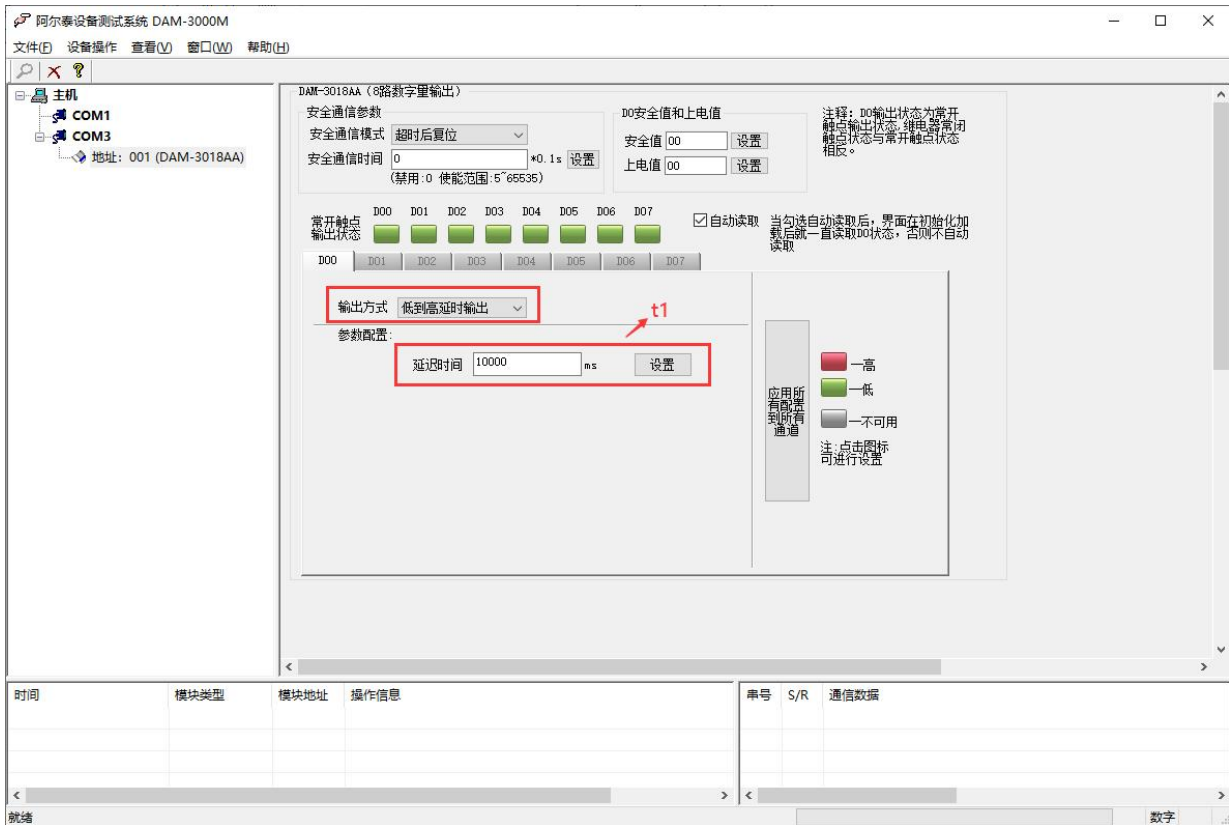 阿尔泰设备测试系统 DAM-3000M
文件(F) 设备操作 查看(V) 窗口(W) 帮助(H)
主机
COM1
COM3
地址：001 (DAM-3018AA)
DAM-3018AA（8路数字量输出）
安全通信参数
安全通信模式 超时后复位
安全通信时间 0 *0.1s 设置
(禁用:0 使能范围:5~65535)
DO安全值和上电值
安全值 00 设置
上电值 00 设置
注释：DO输出状态为常开
触点输出状态,继电器常闭
触点状态与常开触点状态
相反。
常开触点
输出状态
DO0 DO1 DO2 DO3 DO4 DO5 DO6 DO7
自动读取
当勾选自动读取后，界面在初始化加
载后就一直读取DO状态，否则不自动
读取
DO0 DO1 DO2 DO3 DO4 DO5 DO6 DO7
输出方式 低到高延时输出
t1
参数配置:
延迟时间 10000 ms 设置
应用所
有配置
到所有
通道
—高
—低
—不可用
注:点击图标
可进行设置
时间 模块类型 模块地址 操作信息
串号 S/R 通信数据
就绪
数字